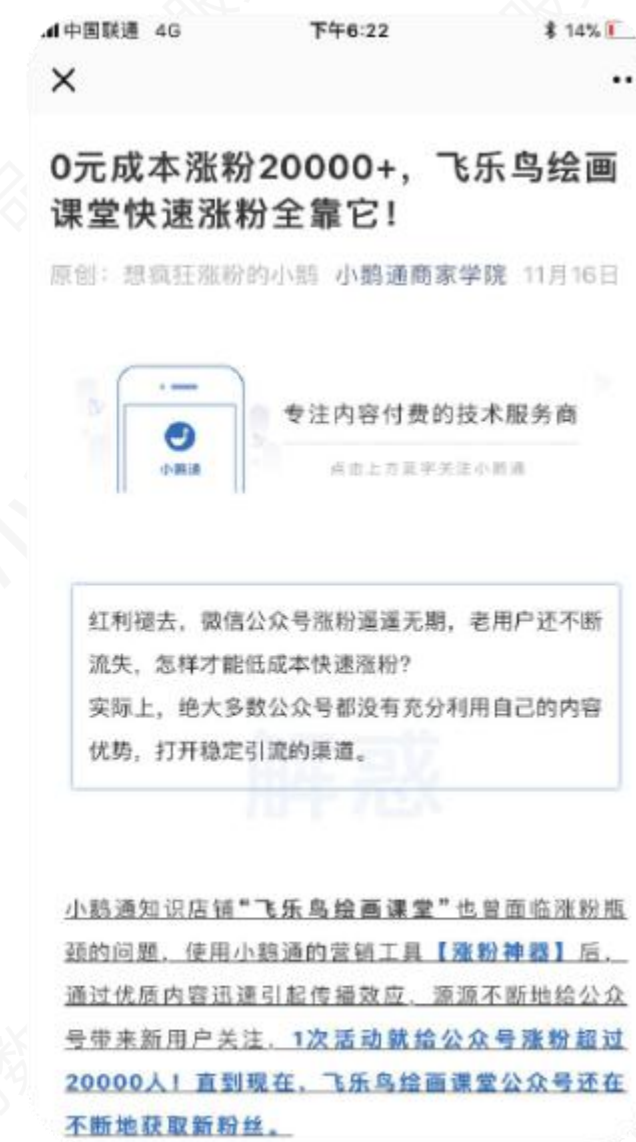 中国联通 4G 下午6:22 14%
0元成本涨粉20000+，飞乐鸟绘画
课堂快速涨粉全靠它！
原创：想疯狂涨粉的小鹅 小鹅通商家学院 11月16日
专注内容付费的技术服务商
小鹅通
点击上方蓝字关注小鹅通
红利褪去，微信公众号涨粉遥遥无期，老用户还不断
流失，怎样才能低成本快速涨粉？
实际上，绝大多数公众号都没有充分利用自己的内容
优势，打开稳定引流的渠道。
解惑
小鹅通知识店铺“飞乐鸟绘画课堂”也曾面临涨粉瓶
颈的问题，使用小鹅通的营销工具【涨粉神器】后，
通过优质内容迅速引起传播效应，源源不断地给公众
号带来新用户关注，1次活动就给公众号涨粉超过
20000人！直到现在，飞乐鸟绘画课堂公众号还在
不断地获取新粉丝。